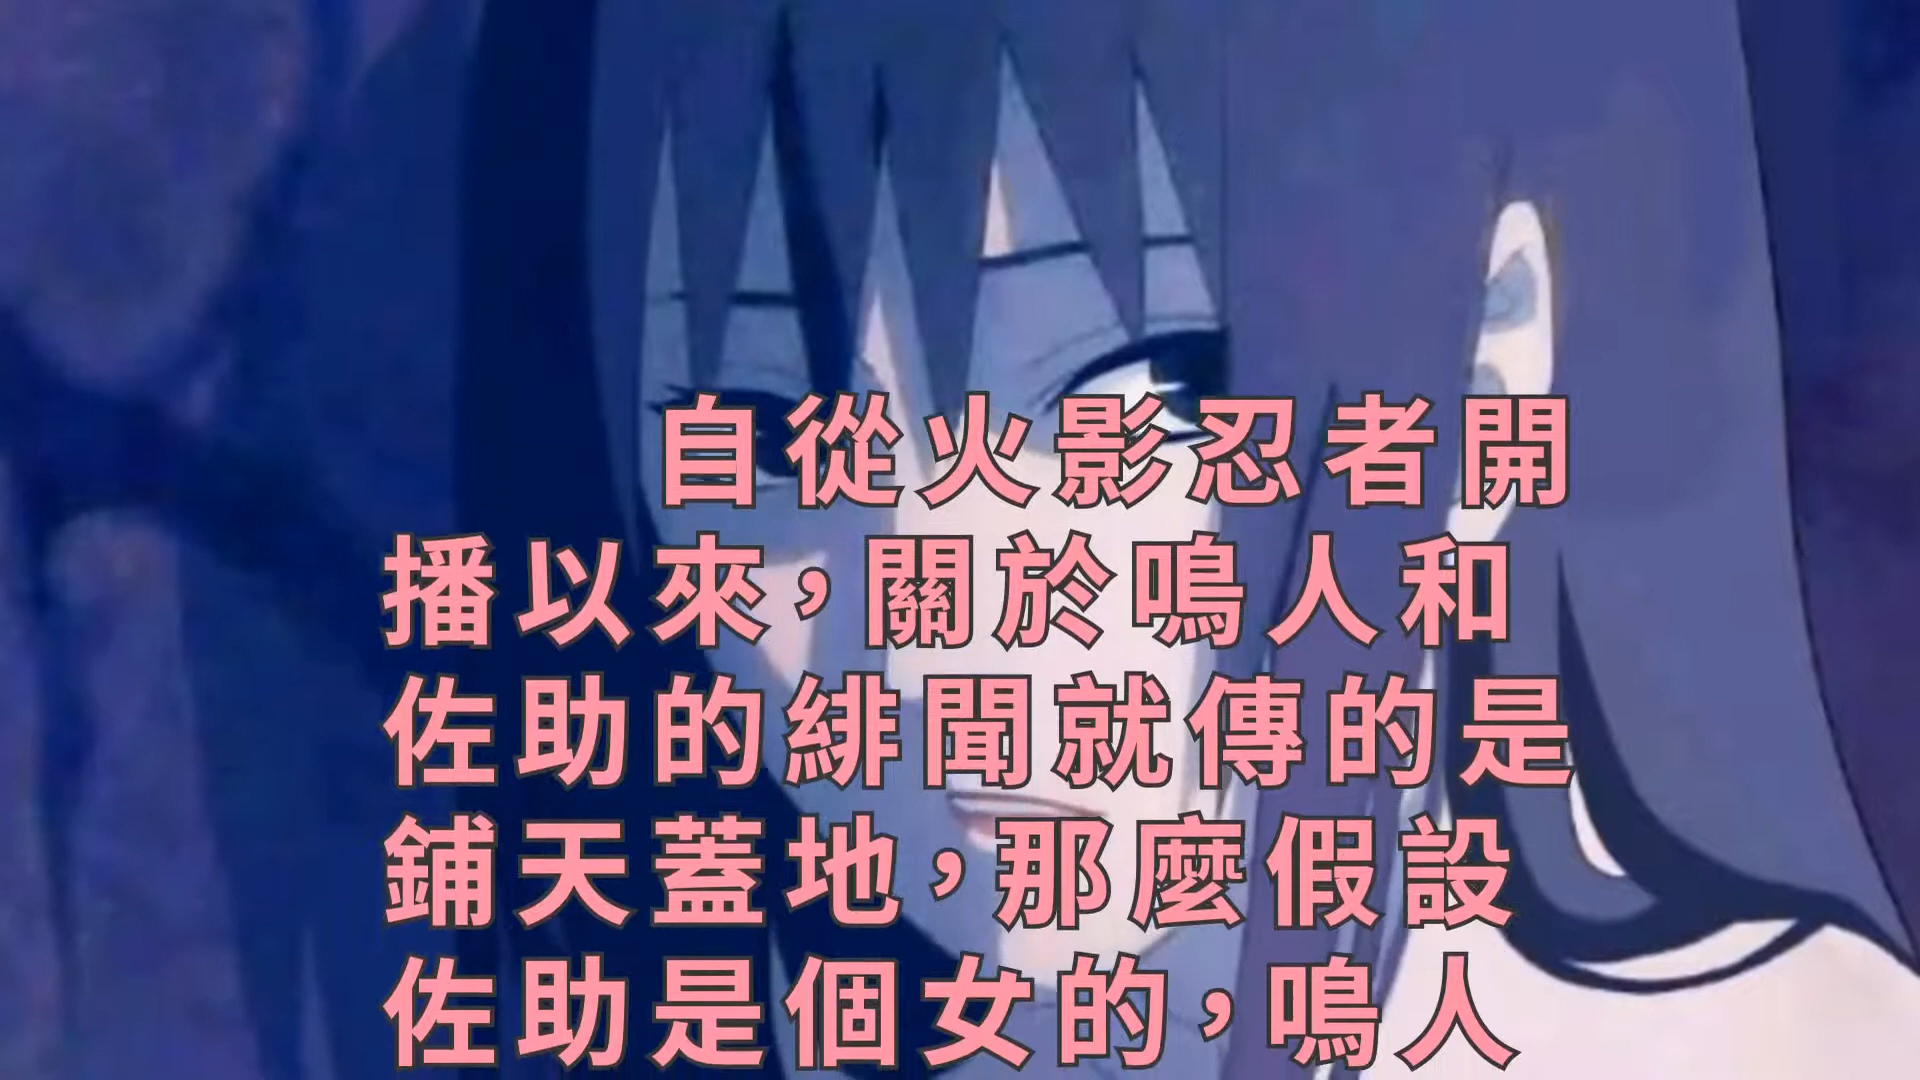 自從火影忍者開
播以來，關於鳴人和
佐助的緋聞就傳的是
鋪天蓋地，那麼假設
佐助是個女的，鳴人